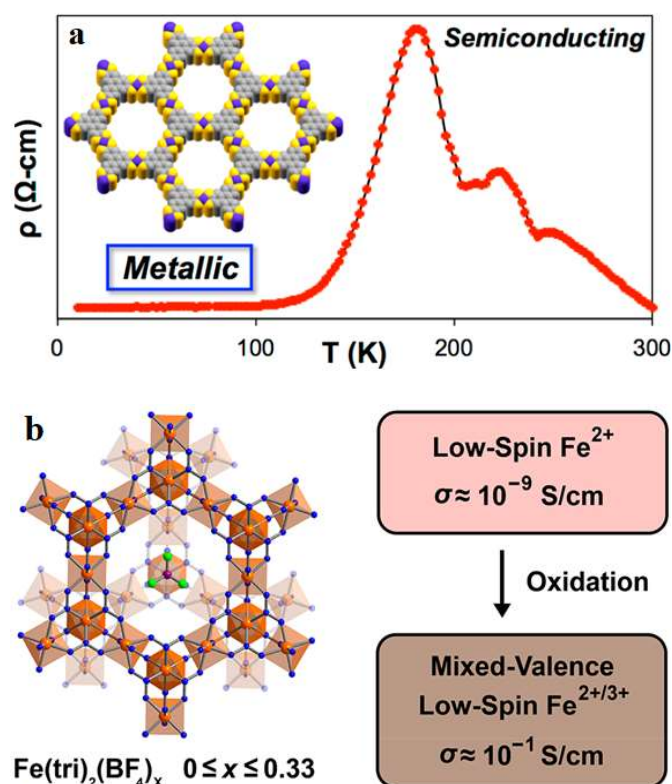 a
Semiconducting
ρ (Ω-cm)
Metallic
0 100 200 300
T (K)
b
Low-Spin Fe²⁺
σ ≈ 10⁻⁹ S/cm
Oxidation
Mixed-Valence
Low-Spin Fe²⁺/³⁺
σ ≈ 10⁻¹ S/cm
Fe(tri)₂(BF₄)ₓ 0 ≤ x ≤ 0.33